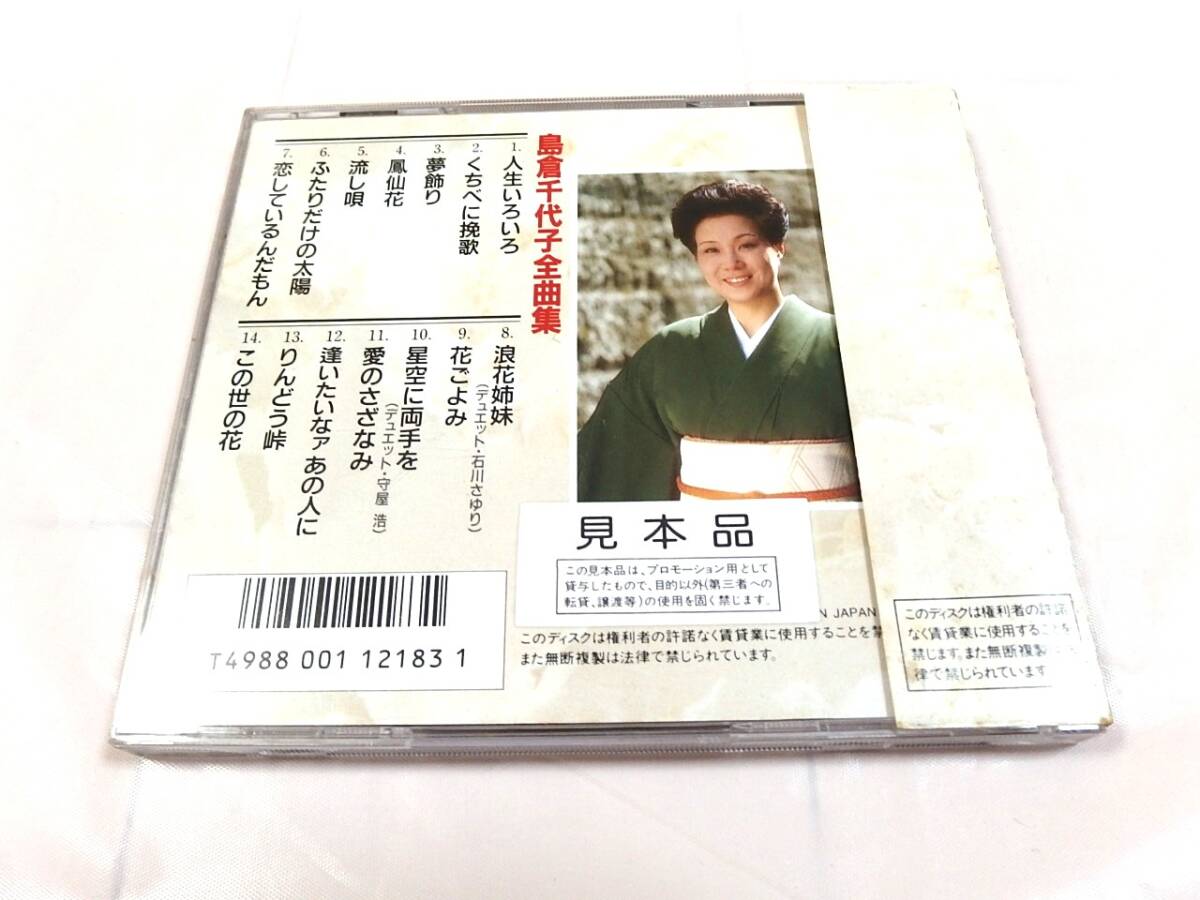 島倉千代子全曲集
1. 人生いろいろ
2. くちべに挽歌
3. 夢飾り
4. 鳳仙花
5. 流し唄
6. ふたりだけの太陽
7. 恋しているんだもん
8. 浪花姉妹
(デュエット・石川さゆり)
9. 花ごよみ
10. 星空に両手を
(デュエット・守屋 浩)
11. 愛のさざなみ
12. 逢いたいなァ あの人に
13. りんどう峠
14. この世の花
見本品
この見本品は、プロモーション用として
貸与したもので、目的以外(第三者への
転貸、譲渡等)の使用を固く禁じます。
N JAPAN
このディスクは権利者の許諾なく賃貸業に使用することを禁
また無断複製は法律で禁じられています。
T4988 001 12183 1
このディスクは権利者の許諾
なく賃貸業に使用することを
禁じます。また無断複製は法
律で禁じられています